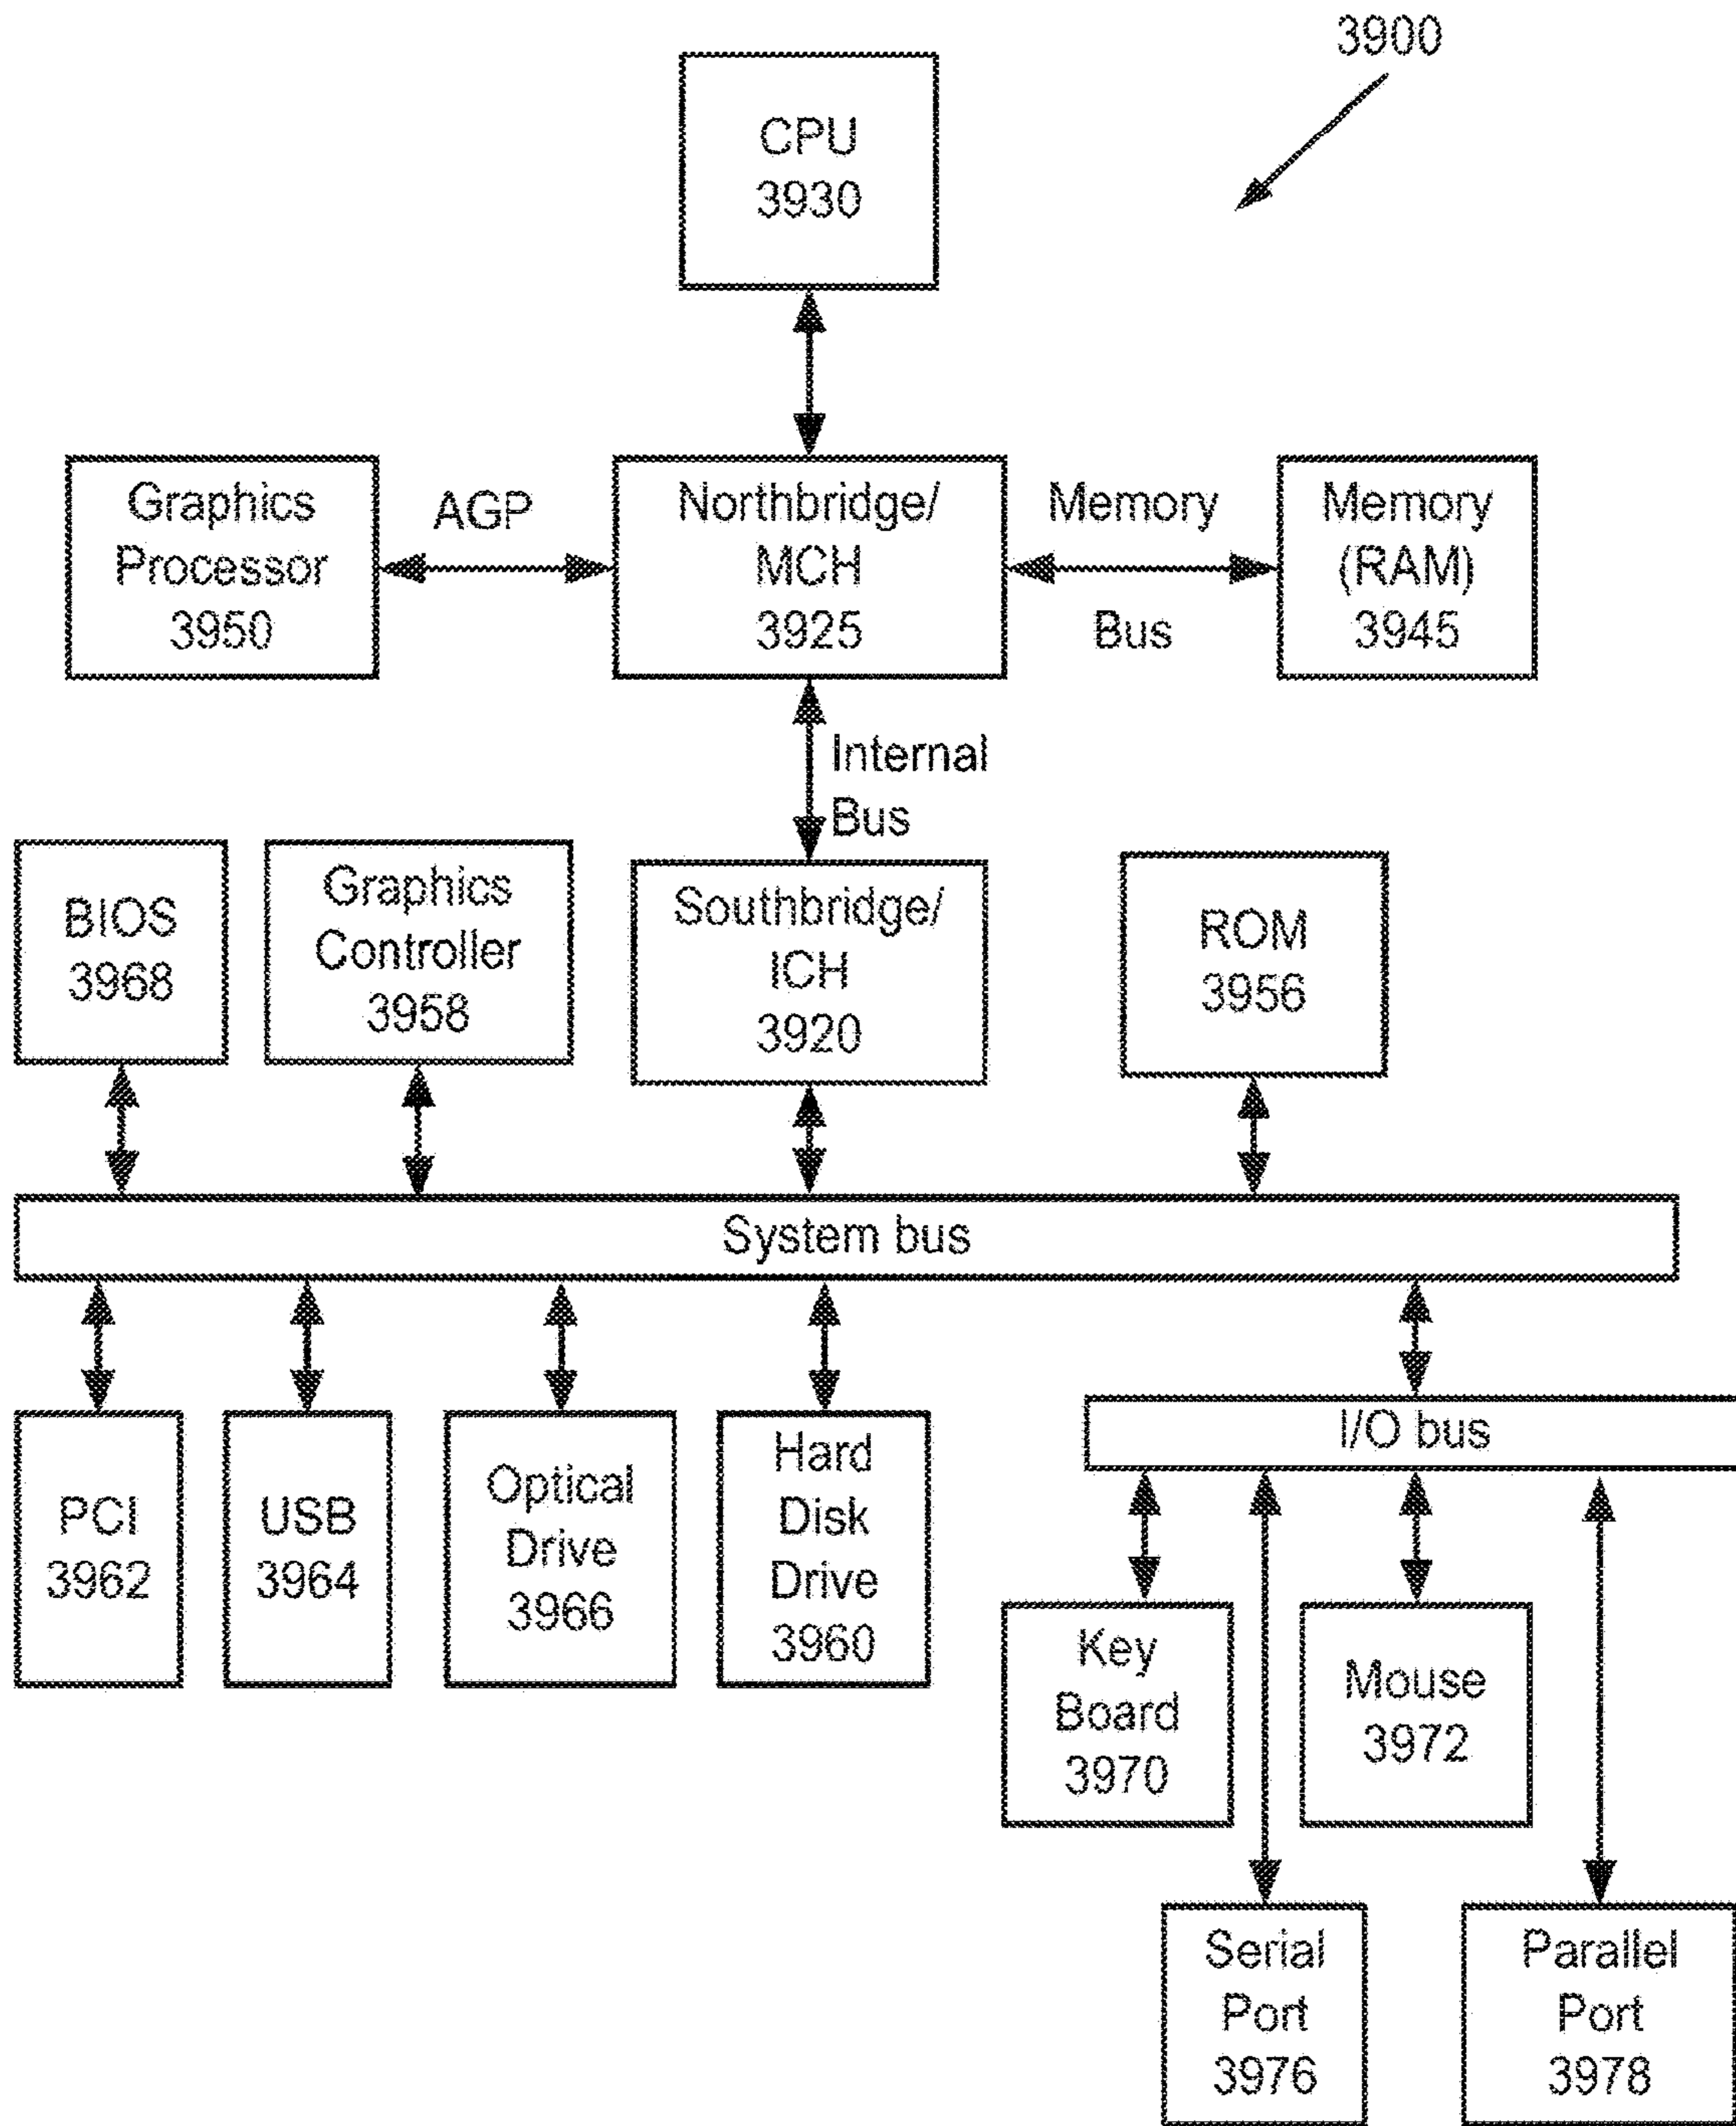 3900
CPU
3930
Graphics
Processor
3950
AGP
Northbridge/
MCH
3925
Memory
Bus
Memory
(RAM)
3945
Internal
Bus
BIOS
3968
Graphics
Controller
3958
Southbridge/
ICH
3920
ROM
3956
System bus
PCI
3962
USB
3964
Optical
Drive
3966
Hard
Disk
Drive
3960
I/O bus
Key
Board
3970
Mouse
3972
Serial
Port
3976
Parallel
Port
3978